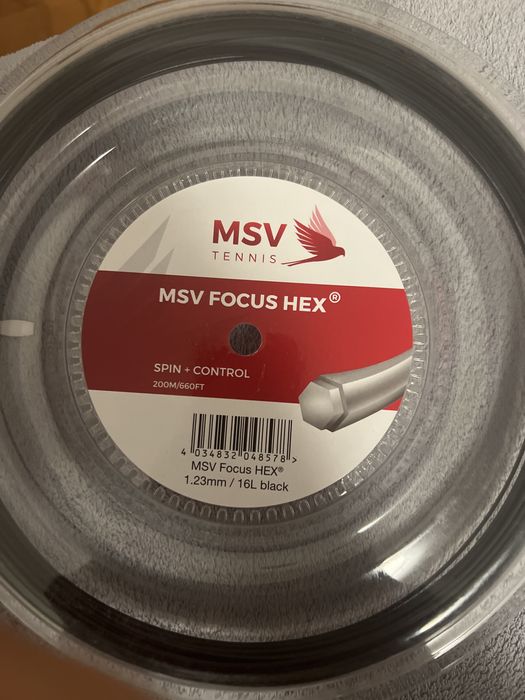 MSV
TENNIS
MSV FOCUS HEX®
SPIN + CONTROL
200M/660FT
4 034832 048578 >
MSV Focus HEX®
1.23mm / 16L black